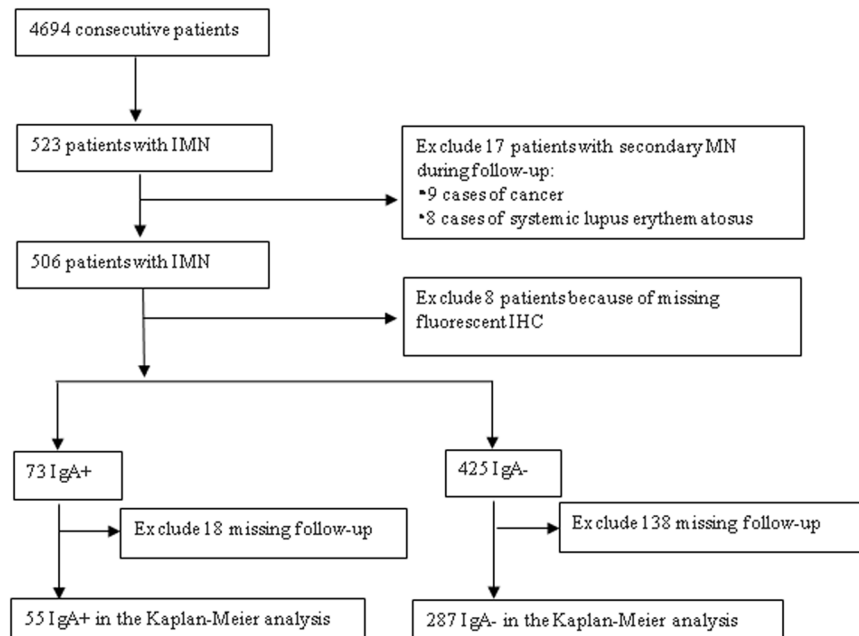 4694 consecutive patients
523 patients with IMN
Exclude 17 patients with secondary MN
during follow-up:
•9 cases of cancer
•8 cases of systemic lupus erythematosus
506 patients with IMN
Exclude 8 patients because of missing
fluorescent IHC
73 IgA+
425 IgA-
Exclude 18 missing follow-up
Exclude 138 missing follow-up
55 IgA+ in the Kaplan-Meier analysis
287 IgA- in the Kaplan-Meier analysis